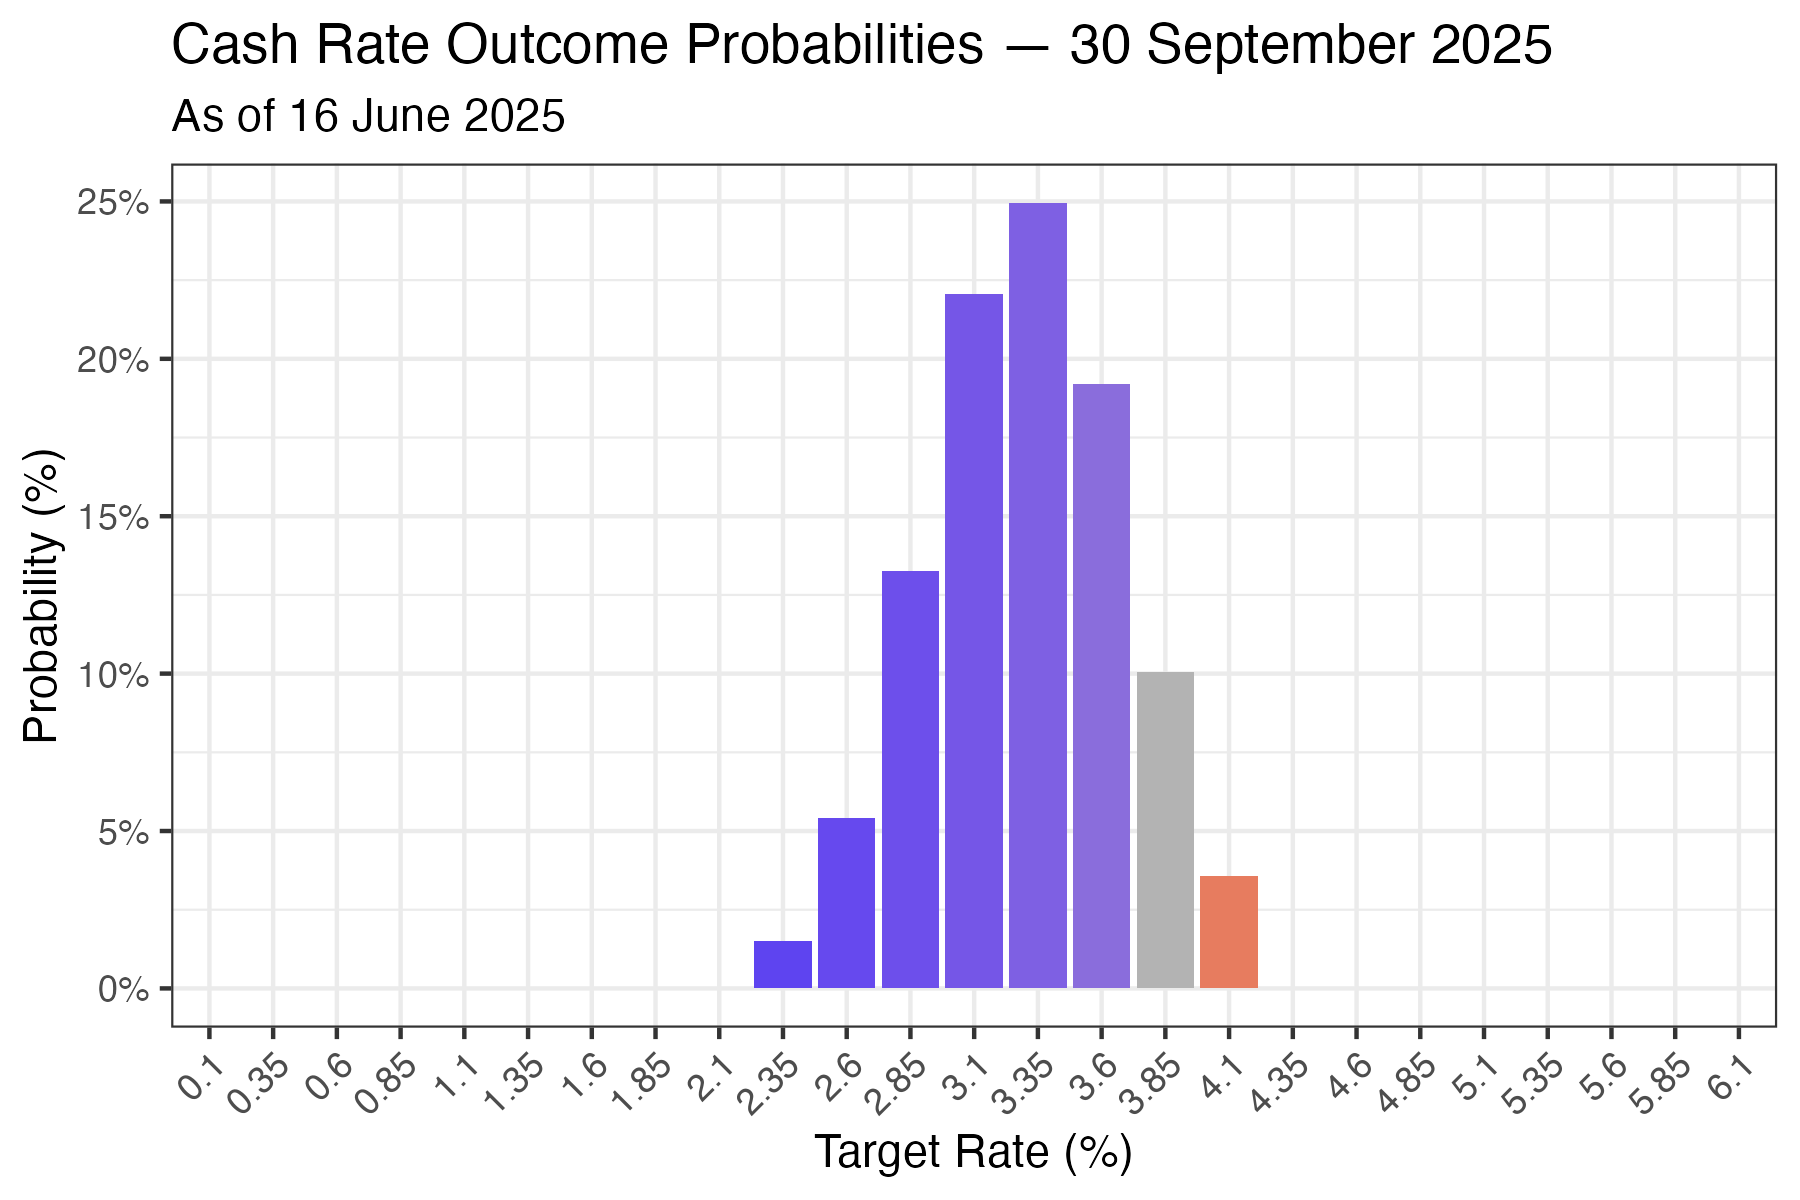 Cash Rate Outcome Probabilities — 30 September 2025
As of 16 June 2025
Probability (%)
25%
20%
15%
10%
5%
0%
0.1 0.35 0.6 0.85 1.1 1.35 1.6 1.85 2.1 2.35 2.6 2.85 3.1 3.35 3.6 3.85 4.1 4.35 4.6 4.85 5.1 5.35 5.6 5.85 6.1
Target Rate (%)